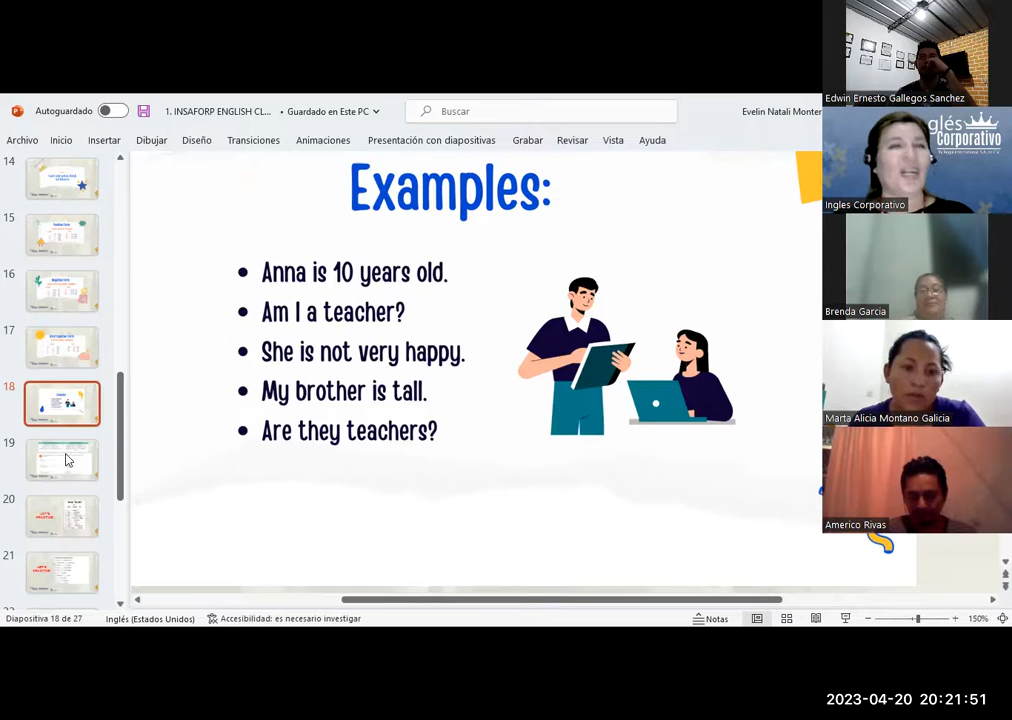 Autoguardado
1. INSAFORP ENGLISH CL... • Guardado en Este PC
Buscar
Evelin Natali Monter
Archivo Inicio Insertar Dibujar Diseño Transiciones Animaciones Presentación con diapositivas Grabar Revisar Vista Ayuda
14
15
16
17
18
19
20
21
Examples:
• Anna is 10 years old.
• Am I a teacher?
• She is not very happy.
• My brother is tall.
• Are they teachers?
Edwin Ernesto Gallegos Sanchez
glés
Corporativo
Ingles Corporativo
Brenda Garcia
Marta Alicia Montano Galicia
Americo Rivas
Diapositiva 18 de 27 Inglés (Estados Unidos) Accesibilidad: es necesario investigar Notas 150%
2023-04-20 20:21:51